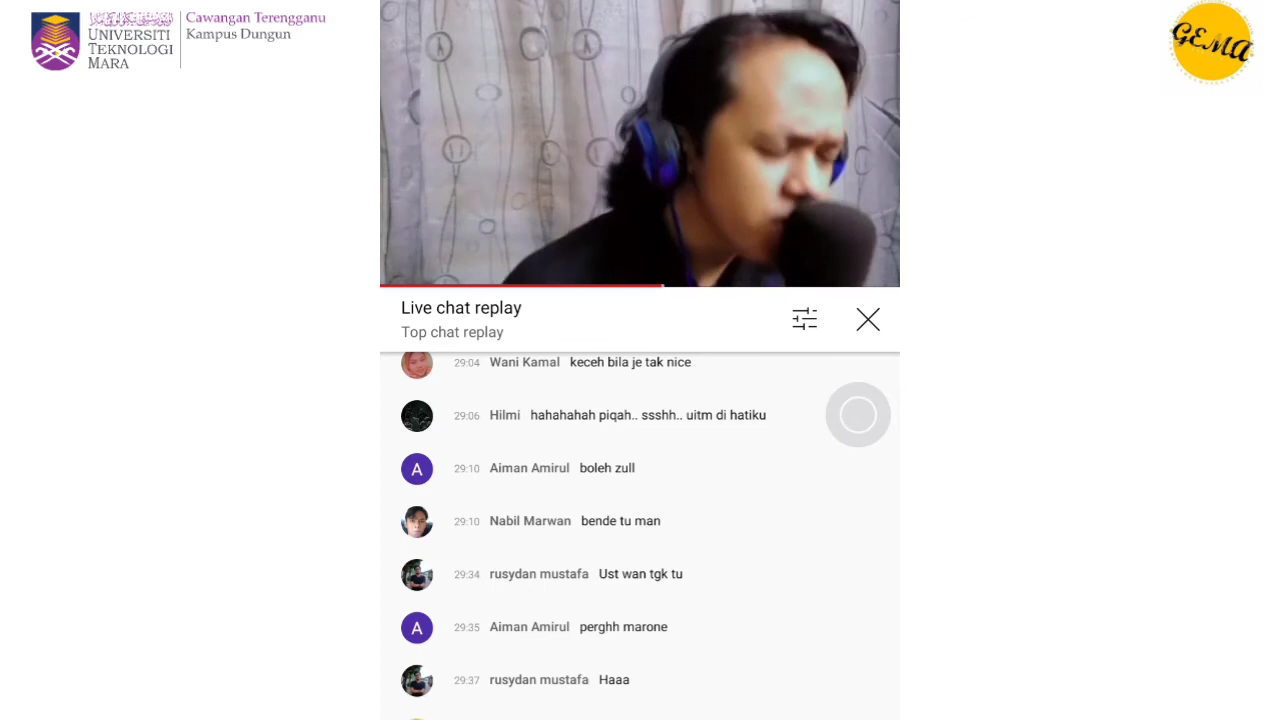 UNIVERSITI
TEKNOLOGI
MARA
Cawangan Terengganu
Kampus Dungun
GEMA
Live chat replay
Top chat replay
29:04 Wani Kamal keceh bila je tak nice
29:06 Hilmi hahahahah piqah.. ssshh.. uitm di hatiku
A 29:10 Aiman Amirul boleh zull
29:10 Nabil Marwan bende tu man
29:34 rusydan mustafa Ust wan tgk tu
A 29:35 Aiman Amirul perghh marone
29:37 rusydan mustafa Haaa